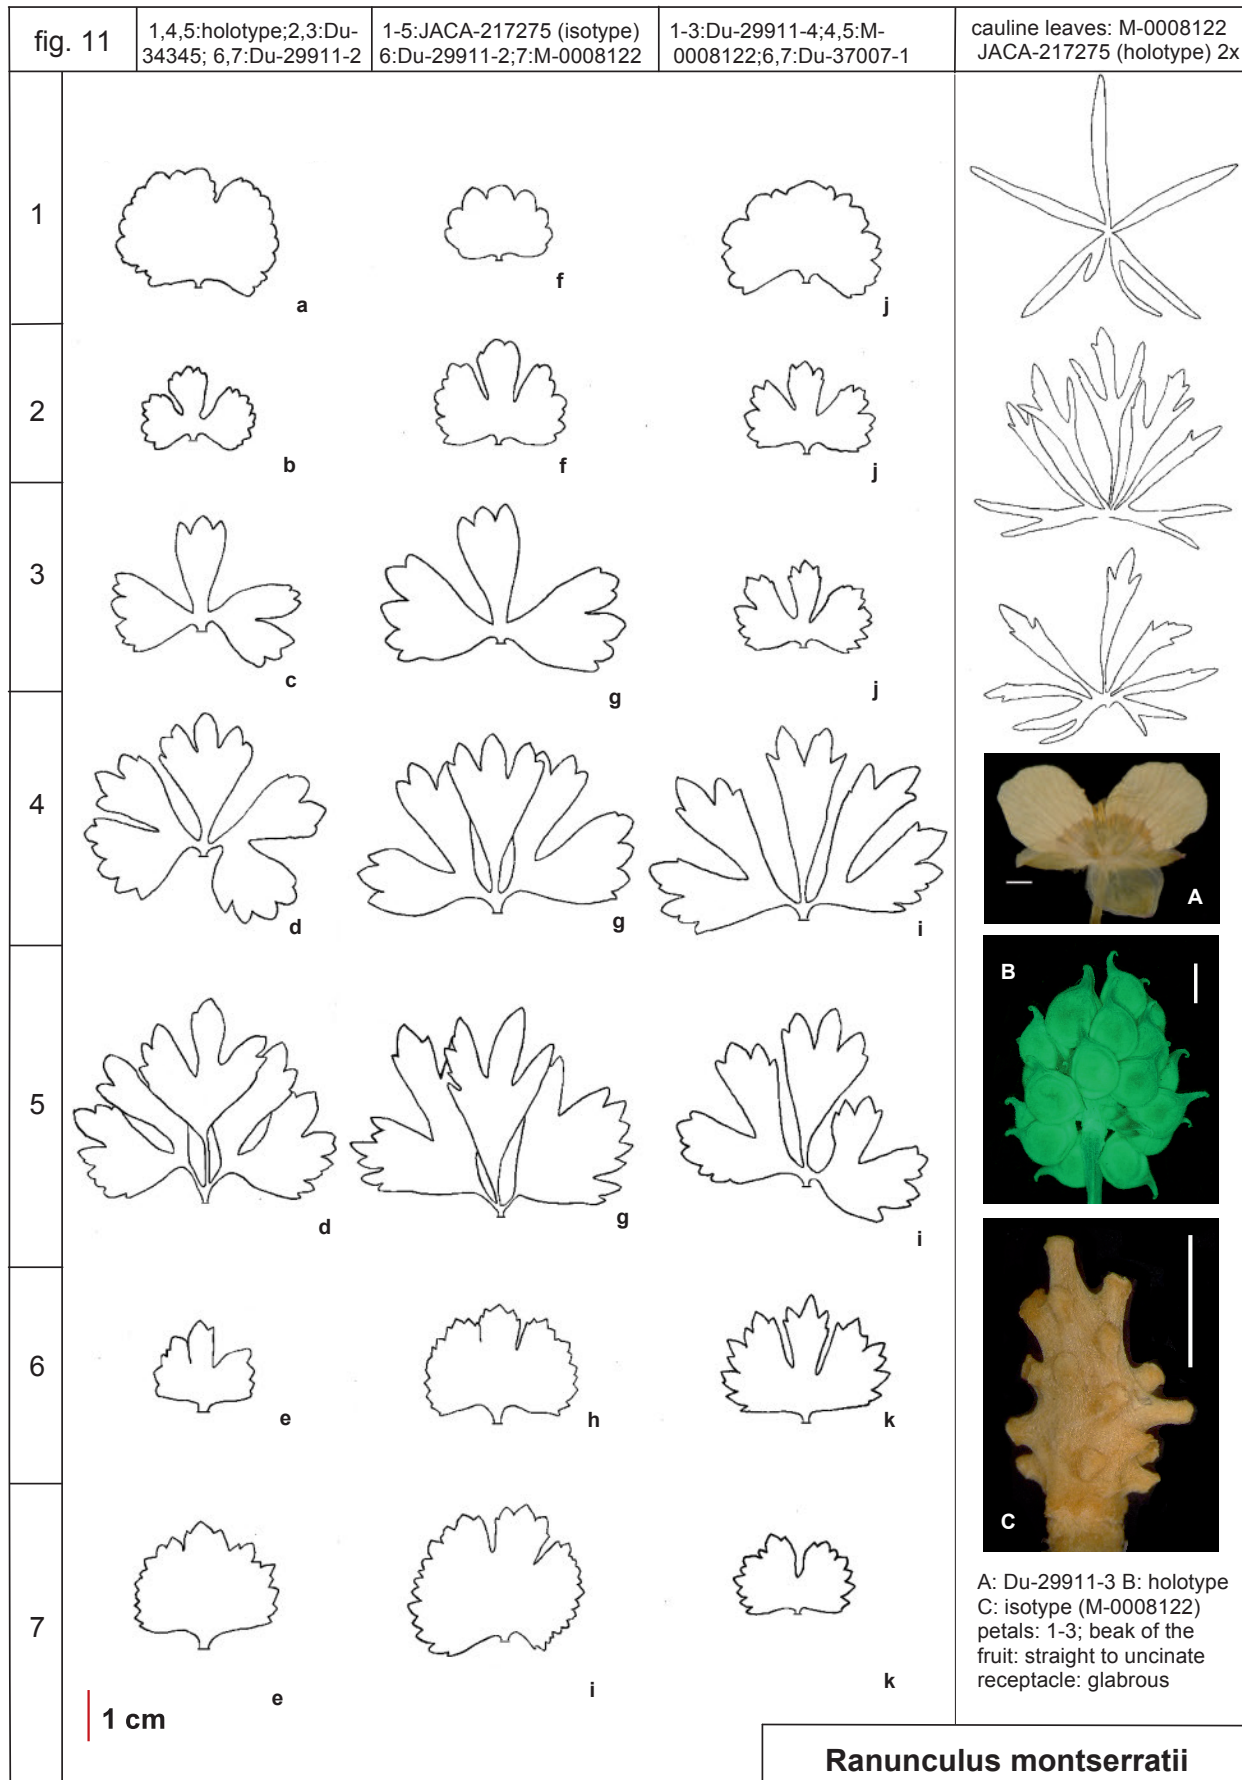 fig. 11
1,4,5:holotype;2,3:Du-
34345; 6,7:Du-29911-2
1-5:JACA-217275 (isotype)
6:Du-29911-2;7:M-0008122
1-3:Du-29911-4;4,5:M-
0008122;6,7:Du-37007-1
cauline leaves: M-0008122
JACA-217275 (holotype) 2x
1
a
f
j
2
b
f
j
3
c
g
j
4
d
g
i
A
B
5
d
g
i
6
e
h
k
C
7
e
i
k
A: Du-29911-3 B: holotype
C: isotype (M-0008122)
petals: 1-3; beak of the
fruit: straight to uncinate
receptacle: glabrous
1 cm
Ranunculus montserratii